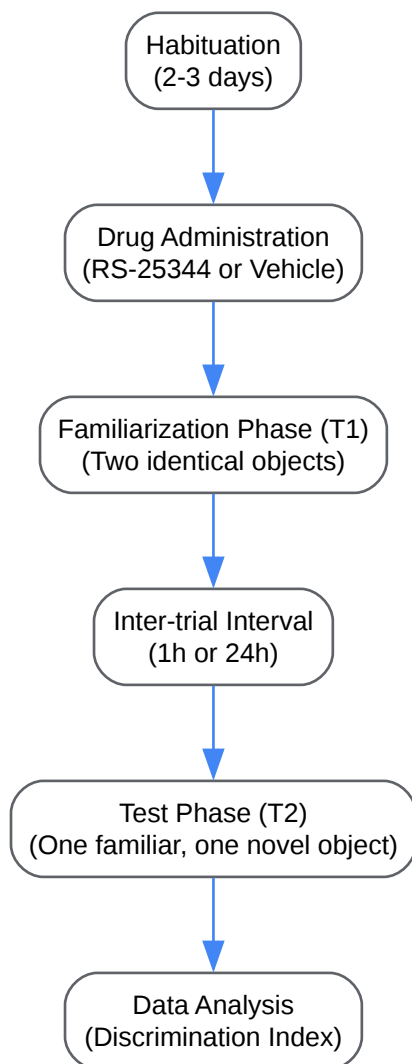 Habituation
(2-3 days)
Drug Administration
(RS-25344 or Vehicle)
Familiarization Phase (T1)
(Two identical objects)
Inter-trial Interval
(1h or 24h)
Test Phase (T2)
(One familiar, one novel object)
Data Analysis
(Discrimination Index)